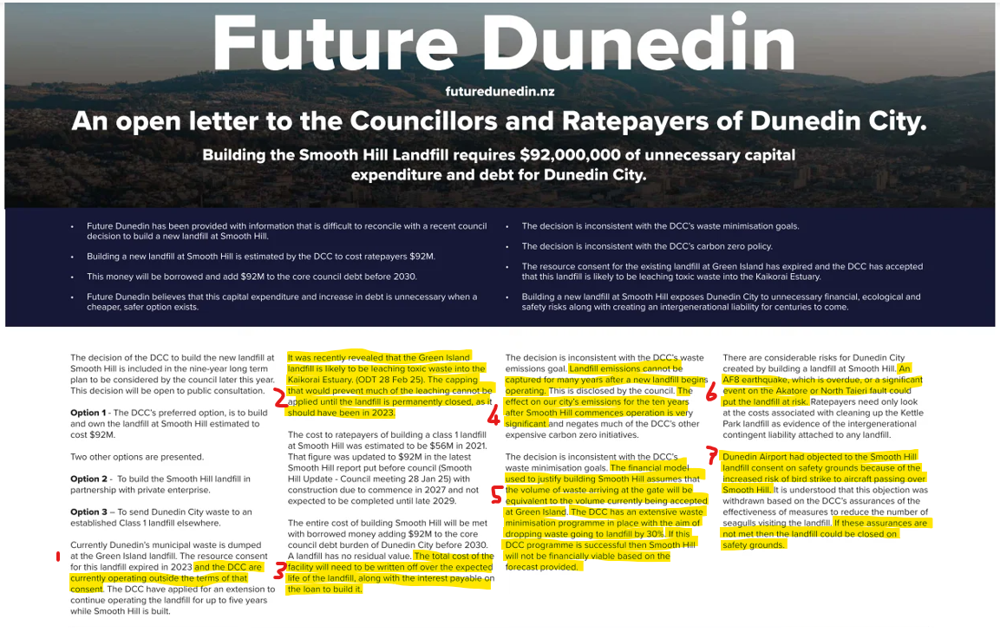 Future Dunedin
futuredunedin.nz
An open letter to the Councillors and Ratepayers of Dunedin City.
Building the Smooth Hill Landfill requires $92,000,000 of unnecessary capital
expenditure and debt for Dunedin City.
• Future Dunedin has been provided with information that is difficult to reconcile with a recent council
decision to build a new landfill at Smooth Hill.
• Building a new landfill at Smooth Hill is estimated by the DCC to cost ratepayers $92M.
• This money will be borrowed and add $92M to the core council debt before 2030.
• Future Dunedin believes that this capital expenditure and increase in debt is unnecessary when a
cheaper, safer option exists.
• The decision is inconsistent with the DCC's waste minimisation goals.
• The decision is inconsistent with the DCC's carbon zero policy.
• The resource consent for the existing landfill at Green Island has expired and the DCC has accepted
that this landfill is likely to be leaching toxic waste into the Kaikorai Estuary.
• Building a new landfill at Smooth Hill exposes Dunedin City to unnecessary financial, ecological and
safety risks along with creating an intergenerational liability for centuries to come.
The decision of the DCC to build the new landfill at
Smooth Hill is included in the nine-year long term
plan to be considered by the council later this year.
This decision will be open to public consultation.
Option 1 - The DCC's preferred option, is to build
and own the landfill at Smooth Hill estimated to
cost $92M.
Two other options are presented.
Option 2 - To build the Smooth Hill landfill in
partnership with private enterprise.
Option 3 – To send Dunedin City waste to an
established Class 1 landfill elsewhere.
Currently Dunedin's municipal waste is dumped
1 at the Green Island landfill. The resource consent
for this landfill expired in 2023 and the DCC are
currently operating outside the terms of that
consent. The DCC have applied for an extension to
continue operating the landfill for up to five years
while Smooth Hill is built.
It was recently revealed that the Green Island
landfill is likely to be leaching toxic waste into the
Kaikorai Estuary. (ODT 28 Feb 25). The capping
2 that would prevent much of the leaching cannot be
applied until the landfill is permanently closed, as it
should have been in 2023.
The cost to ratepayers of building a class 1 landfill
at Smooth Hill was estimated to be $56M in 2021.
That figure was updated to $92M in the latest
Smooth Hill report put before council (Smooth
Hill Update - Council meeting 28 Jan 25) with
construction due to commence in 2027 and not
expected to be completed until late 2029.
The entire cost of building Smooth Hill will be met
with borrowed money adding $92M to the core
council debt burden of Dunedin City before 2030.
A landfill has no residual value. The total cost of the
3 facility will need to be written off over the expected
life of the landfill, along with the interest payable on
the loan to build it.
The decision is inconsistent with the DCC's waste
emissions goal. Landfill emissions cannot be
captured for many years after a new landfill begins
operating. This is disclosed by the council. The
4 effect on our city's emissions for the ten years
after Smooth Hill commences operation is very
significant and negates much of the DCC's other
expensive carbon zero initiatives.
The decision is inconsistent with the DCC's
waste minimisation goals. The financial model
used to justify building Smooth Hill assumes that
5 the volume of waste arriving at the gate will be
equivalent to the volume currently being accepted
at Green Island. The DCC has an extensive waste
minimisation programme in place with the aim of
dropping waste going to landfill by 30%. If this
DCC programme is successful then Smooth Hill
will not be financially viable based on the
forecast provided.
There are considerable risks for Dunedin City
created by building a landfill at Smooth Hill. An
6 AF8 earthquake, which is overdue, or a significant
event on the Akatore or North Taieri fault could
put the landfill at risk. Ratepayers need only look
at the costs associated with cleaning up the Kettle
Park landfill as evidence of the intergenerational
contingent liability attached to any landfill.
7 Dunedin Airport had objected to the Smooth Hill
landfill consent on safety grounds because of the
increased risk of bird strike to aircraft passing over
Smooth Hill. It is understood that this objection was
withdrawn based on the DCC's assurances of the
effectiveness of measures to reduce the number of
seagulls visiting the landfill. If these assurances are
not met then the landfill could be closed on
safety grounds.